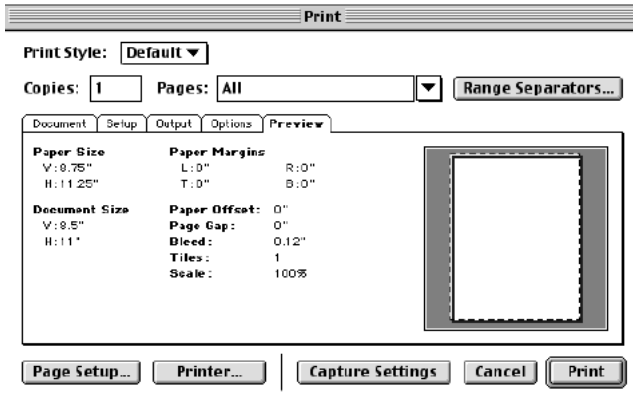 Print
Print Style: Default
Copies: 1 Pages: All Range Separators...
Document Setup Output Options Preview
Paper Size Paper Margins
V:8.75" L:0" R:0"
H:11.25" T:0" B:0"
Document Size Paper Offset: 0"
V:8.5" Page Gap: 0"
H:11" Bleed: 0.12"
Tiles: 1
Scale: 100%
Page Setup... Printer... Capture Settings Cancel Print